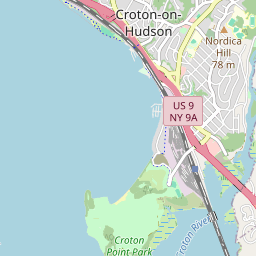 Croton-on-
Hudson
Nordica
Hill
78 m
US 9
NY 9A
Croton River
Croton
Point Park